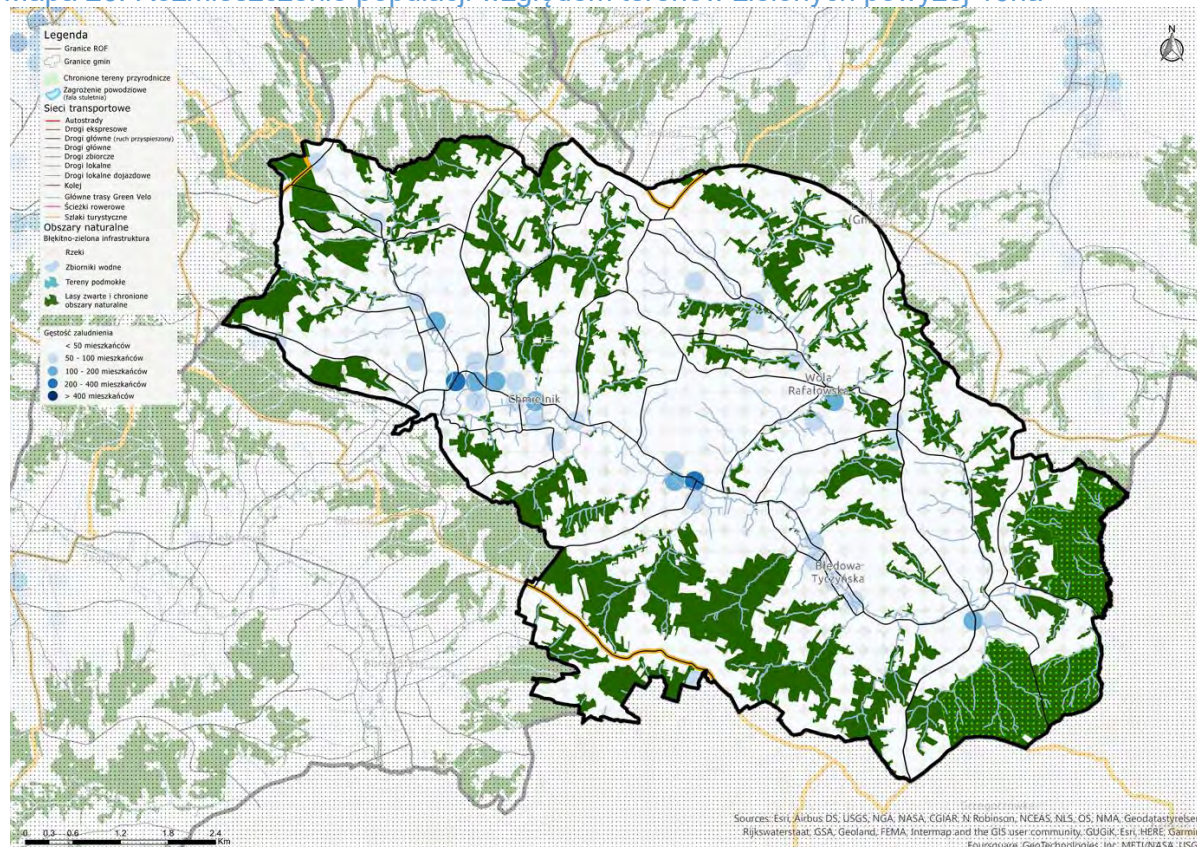 Legenda
Granice ROF
Granice gmin
Chronione tereny przyrodnicze
Zagrożenie powodziowe
(fala stuletnia)
Sieci transportowe
Autostrady
Drogi ekspresowe
Drogi główne (ruch przyspieszony)
Drogi główne
Drogi zbiorcze
Drogi lokalne
Drogi lokalne dojazdowe
Kolej
Główne trasy Green Velo
Ścieżki rowerowe
Szlaki turystyczne
Obszary naturalne
Błękitno-zielona infrastruktura
Rzeki
Zbiorniki wodne
Tereny podmokłe
Lasy zwarte i chronione
obszary naturalne
Gęstość zaludnienia
< 50 mieszkańców
50 - 100 mieszkańców
100 - 200 mieszkańców
200 - 400 mieszkańców
> 400 mieszkańców
N
Chmielnik
Wola
Rafałowska
Błędowa
Tyczyńska
0 0.3 0.6 1.2 1.8 2.4
Km
Sources: Esri, Airbus DS, USGS, NGA, NASA, CGIAR, N Robinson, NCEAS, NLS, OS, NMA, Geodatastyrelsen,
Rijkswaterstaat, GSA, Geoland, FEMA, Intermap and the GIS user community, GUGiK, Esri, HERE, Garmin,
Foursquare, GeoTechnologies, Inc, METI/NASA, USGS